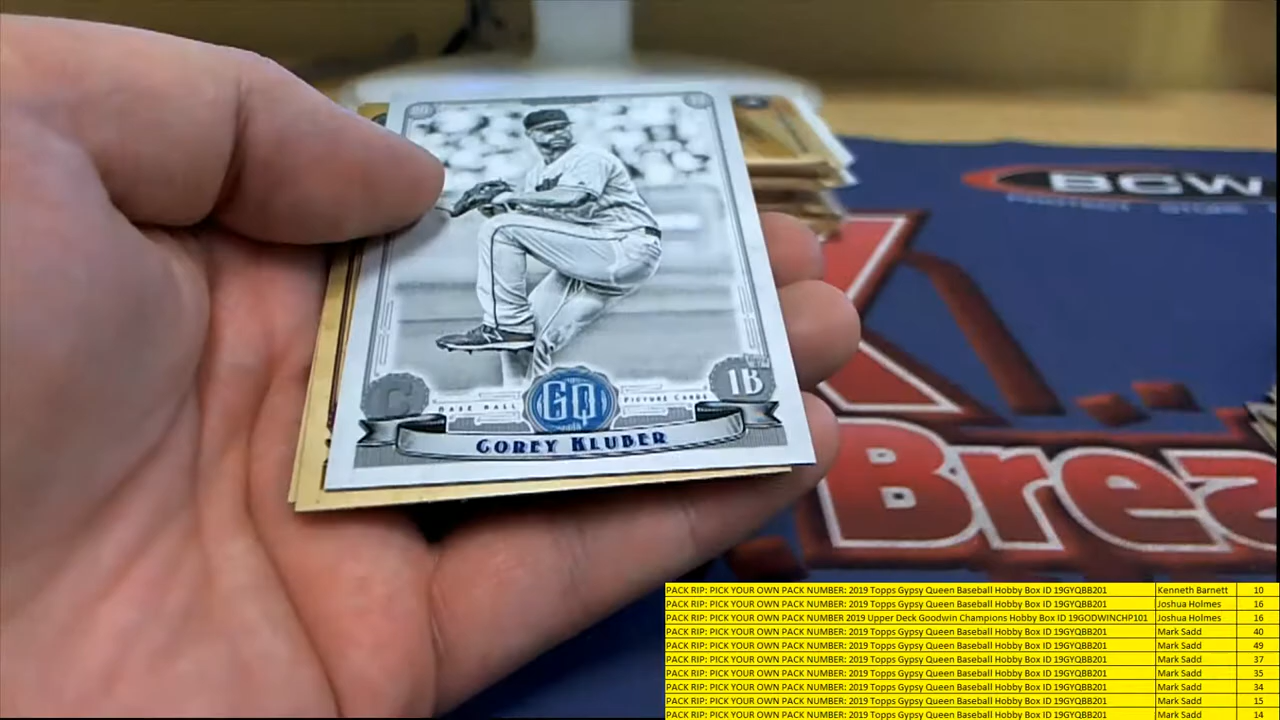 BCW
GQ
BASE BALL
PICTURE CARDS
1B
COREY KLUBER
Brea
PACK RIP: PICK YOUR OWN PACK NUMBER: 2019 Topps Gypsy Queen Baseball Hobby Box ID 19GYQBB201 Kenneth Barnett 10
PACK RIP: PICK YOUR OWN PACK NUMBER: 2019 Topps Gypsy Queen Baseball Hobby Box ID 19GYQBB201 Joshua Holmes 16
PACK RIP: PICK YOUR OWN PACK NUMBER 2019 Upper Deck Goodwin Champions Hobby Box ID 19GODWINCHP101 Joshua Holmes 16
PACK RIP: PICK YOUR OWN PACK NUMBER: 2019 Topps Gypsy Queen Baseball Hobby Box ID 19GYQBB201 Mark Sadd 40
PACK RIP: PICK YOUR OWN PACK NUMBER: 2019 Topps Gypsy Queen Baseball Hobby Box ID 19GYQBB201 Mark Sadd 49
PACK RIP: PICK YOUR OWN PACK NUMBER: 2019 Topps Gypsy Queen Baseball Hobby Box ID 19GYQBB201 Mark Sadd 37
PACK RIP: PICK YOUR OWN PACK NUMBER: 2019 Topps Gypsy Queen Baseball Hobby Box ID 19GYQBB201 Mark Sadd 35
PACK RIP: PICK YOUR OWN PACK NUMBER: 2019 Topps Gypsy Queen Baseball Hobby Box ID 19GYQBB201 Mark Sadd 34
PACK RIP: PICK YOUR OWN PACK NUMBER: 2019 Topps Gypsy Queen Baseball Hobby Box ID 19GYQBB201 Mark Sadd 15
PACK RIP: PICK YOUR OWN PACK NUMBER: 2019 Topps Gypsy Queen Baseball Hobby Box ID 19GYQBB201 Mark Sadd 14